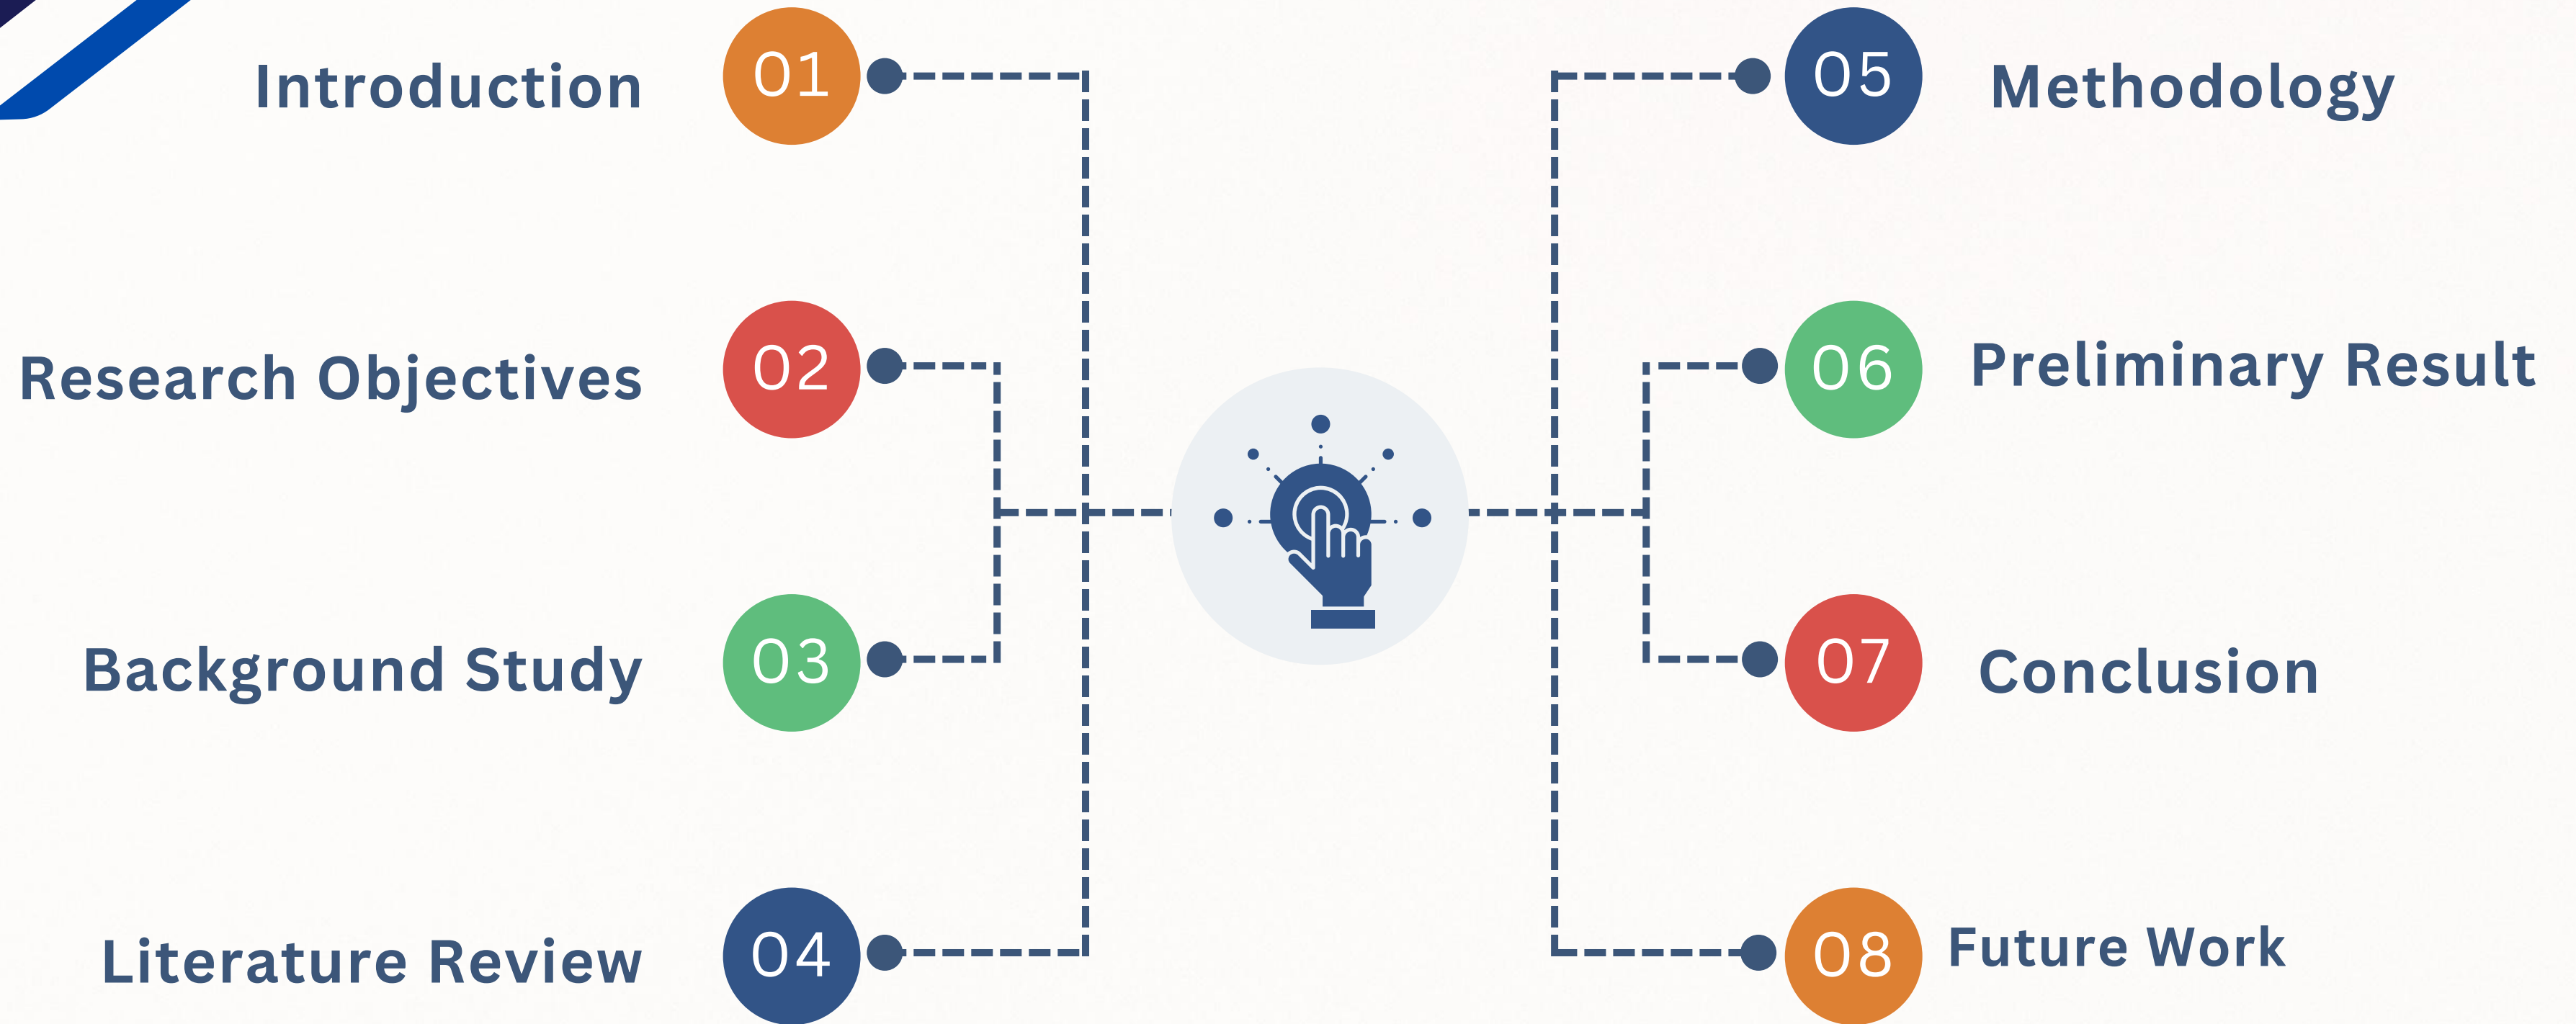 Introduction
01
Research Objectives
02
Background Study
03
Literature Review
04
05
Methodology
06
Preliminary Result
07
Conclusion
08
Future Work